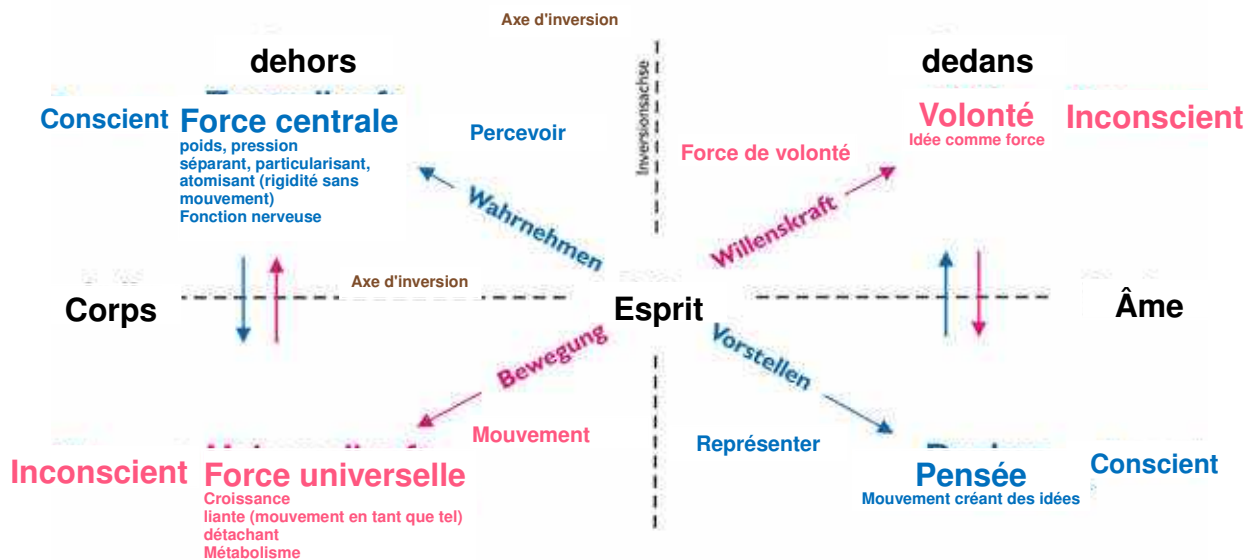 Axe d'inversion
dehors
Inversionsachse
dedans
Conscient
Force centrale
poids, pression
séparant, particularisant,
atomisant (rigidité sans
mouvement)
Fonction nerveuse
Percevoir
Wahrnehmen
Force de volonté
Willenskraft
Volonté
Idée comme force
Inconscient
Corps
Axe d'inversion
Esprit
Âme
Bewegung
Mouvement
Vorstellen
Représenter
Inconscient
Force universelle
Croissance
liante (mouvement en tant que tel)
détachant
Métabolisme
Pensée
Mouvement créant des idées
Conscient